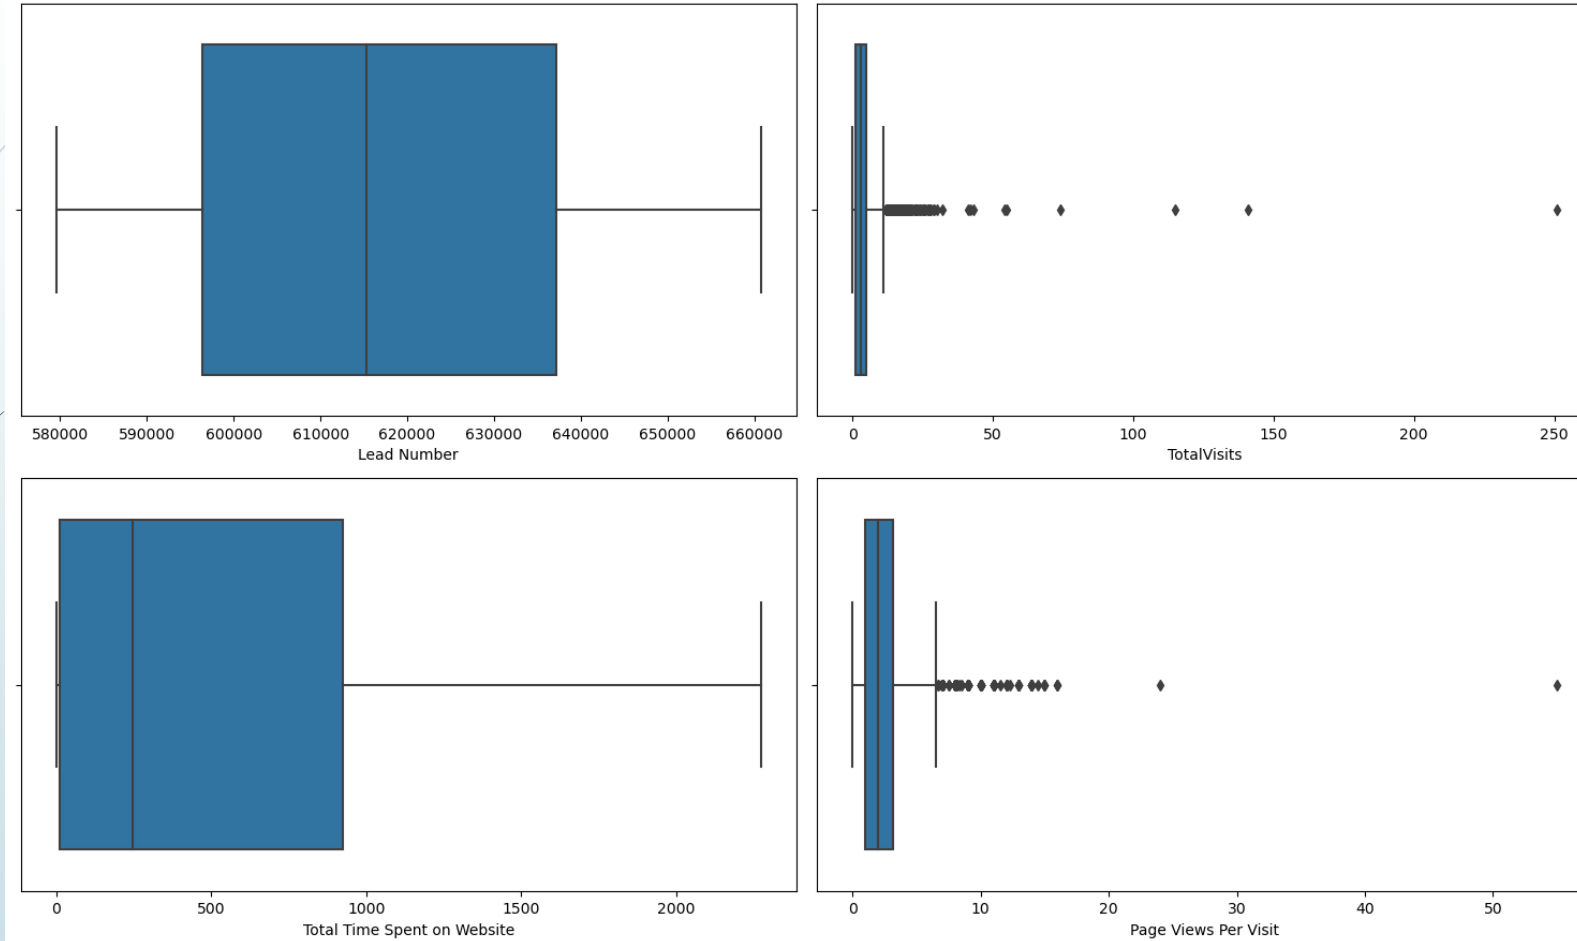 580000 590000 600000 610000 620000 630000 640000 650000 660000
Lead Number
0 50 100 150 200 250
TotalVisits
0 500 1000 1500 2000
Total Time Spent on Website
0 10 20 30 40 50
Page Views Per Visit